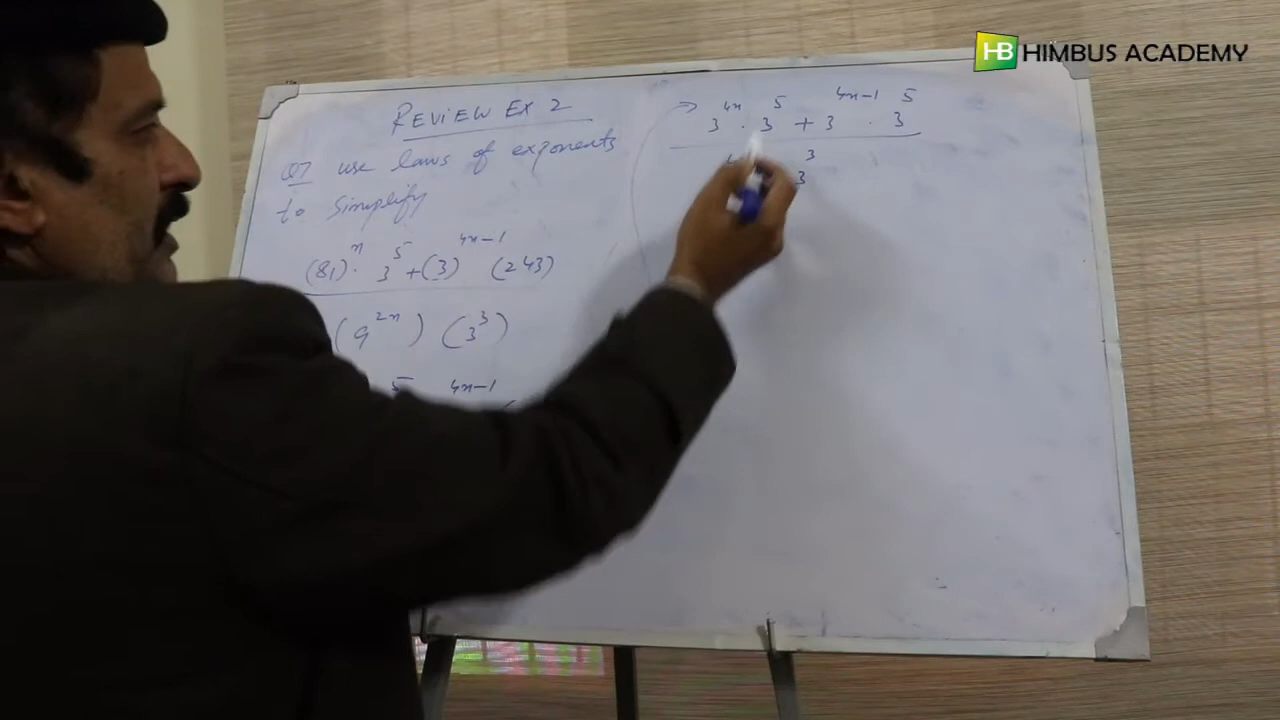 HB HIMBUS ACADEMY
REVIEW EX 2
Q7 use laws of exponents
to simplify
(81)^n · 3^5 + (3)^{4n-1} (243)
(9^{2n}) (3^3)
5 4n-1
→ 3^{4n} · 3^5 + 3^{4n-1} · 3^5
3^3